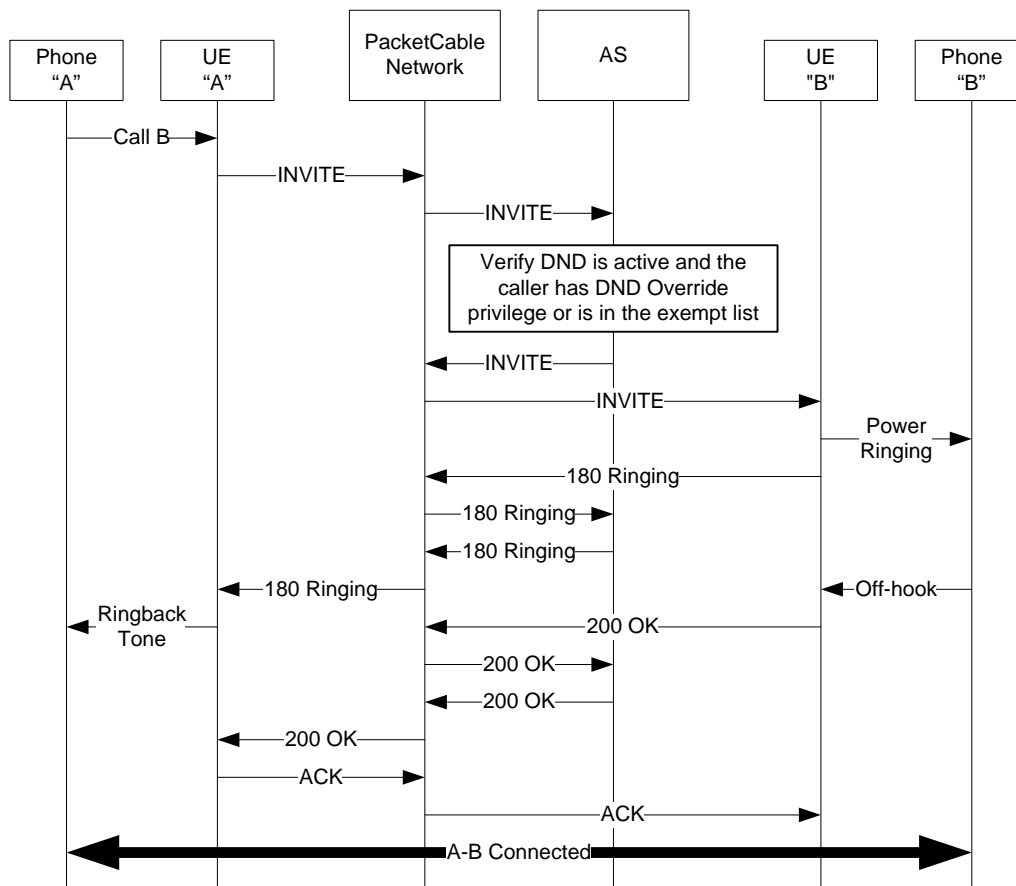 Phone
“A”
UE
“A”
PacketCable
Network
AS
UE
"B"
Phone
“B”
Call B
INVITE
INVITE
Verify DND is active and the
caller has DND Override
privilege or is in the exempt list
INVITE
INVITE
Power
Ringing
180 Ringing
180 Ringing
180 Ringing
180 Ringing
Off-hook
Ringback
Tone
200 OK
200 OK
200 OK
200 OK
ACK
ACK
A-B Connected